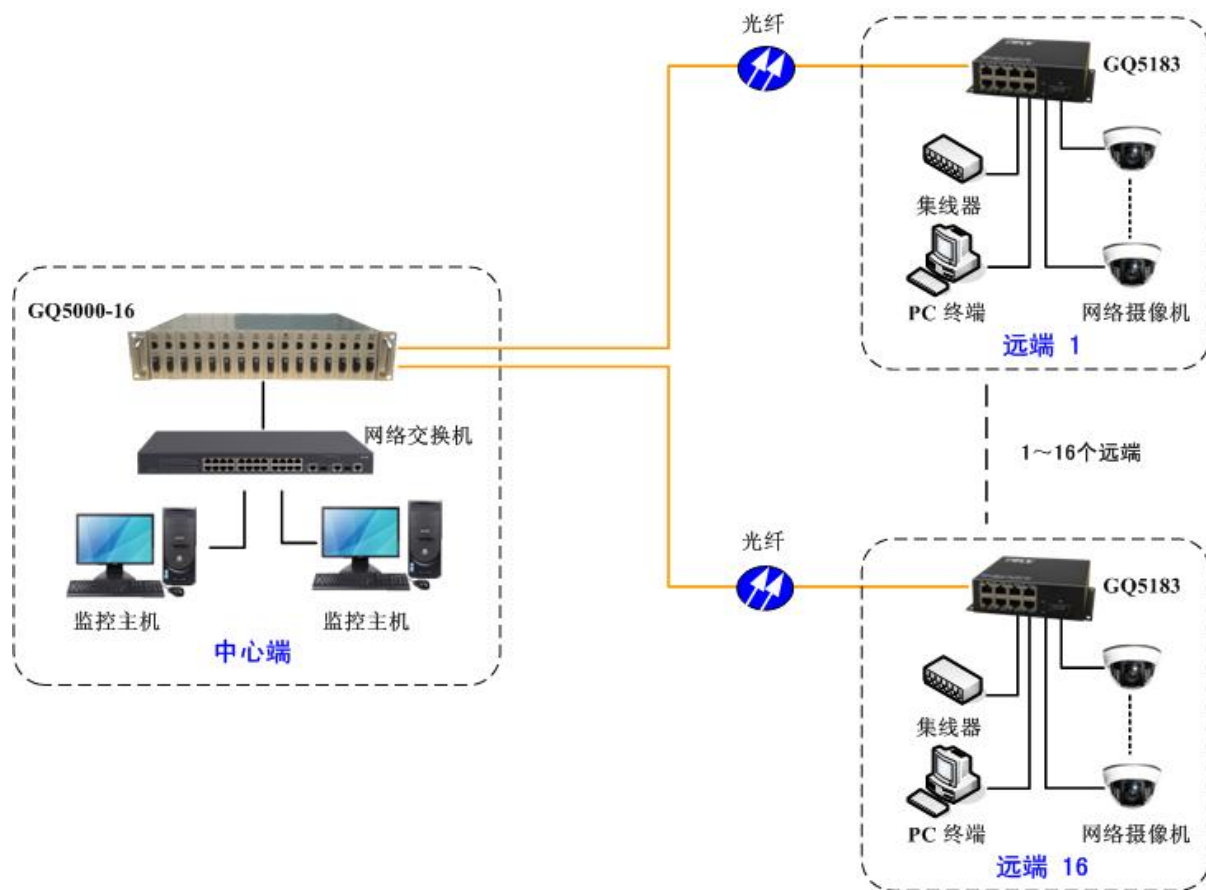 光纤
GQ5183
集线器
PC 终端
网络摄像机
远端 1
GQ5000-16
网络交换机
监控主机
监控主机
中心端
1～16个远端
光纤
GQ5183
集线器
PC 终端
网络摄像机
远端 16